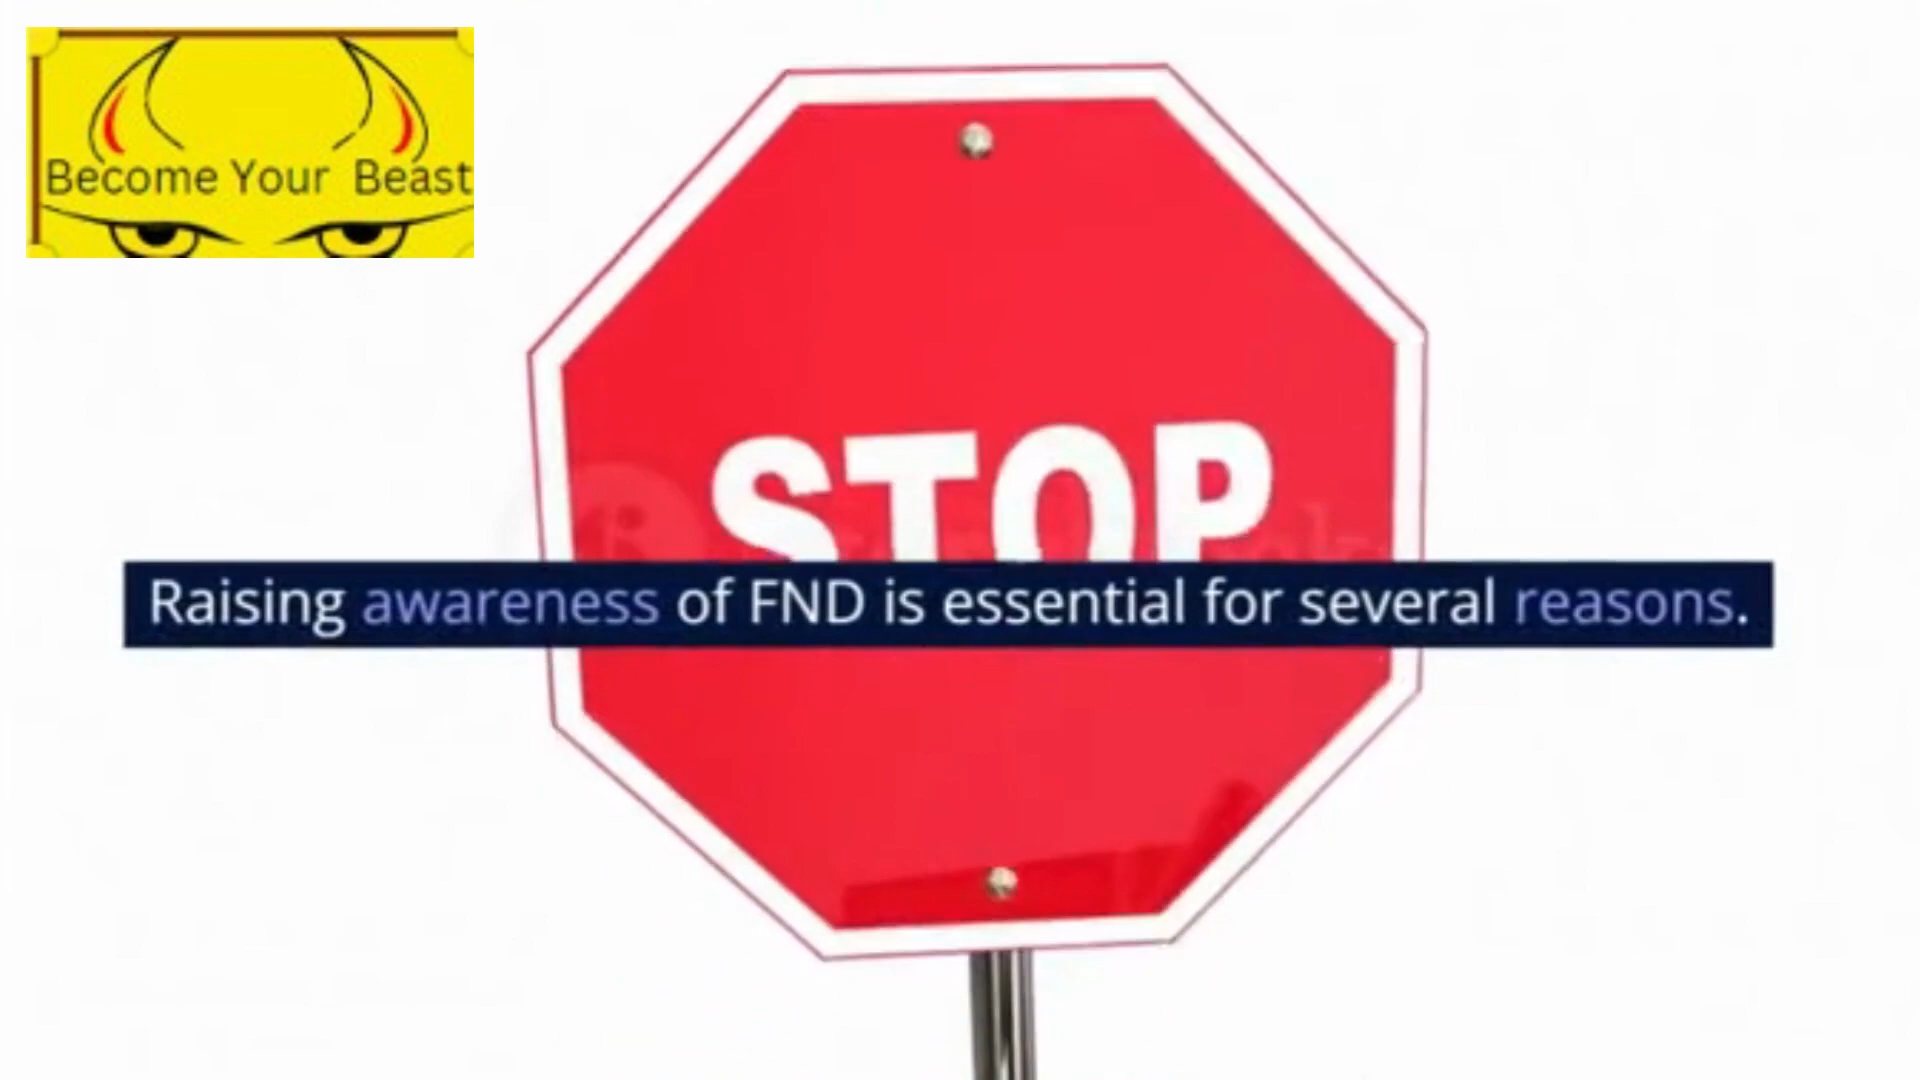 Become Your Beast
STOP
Raising awareness of FND is essential for several reasons.